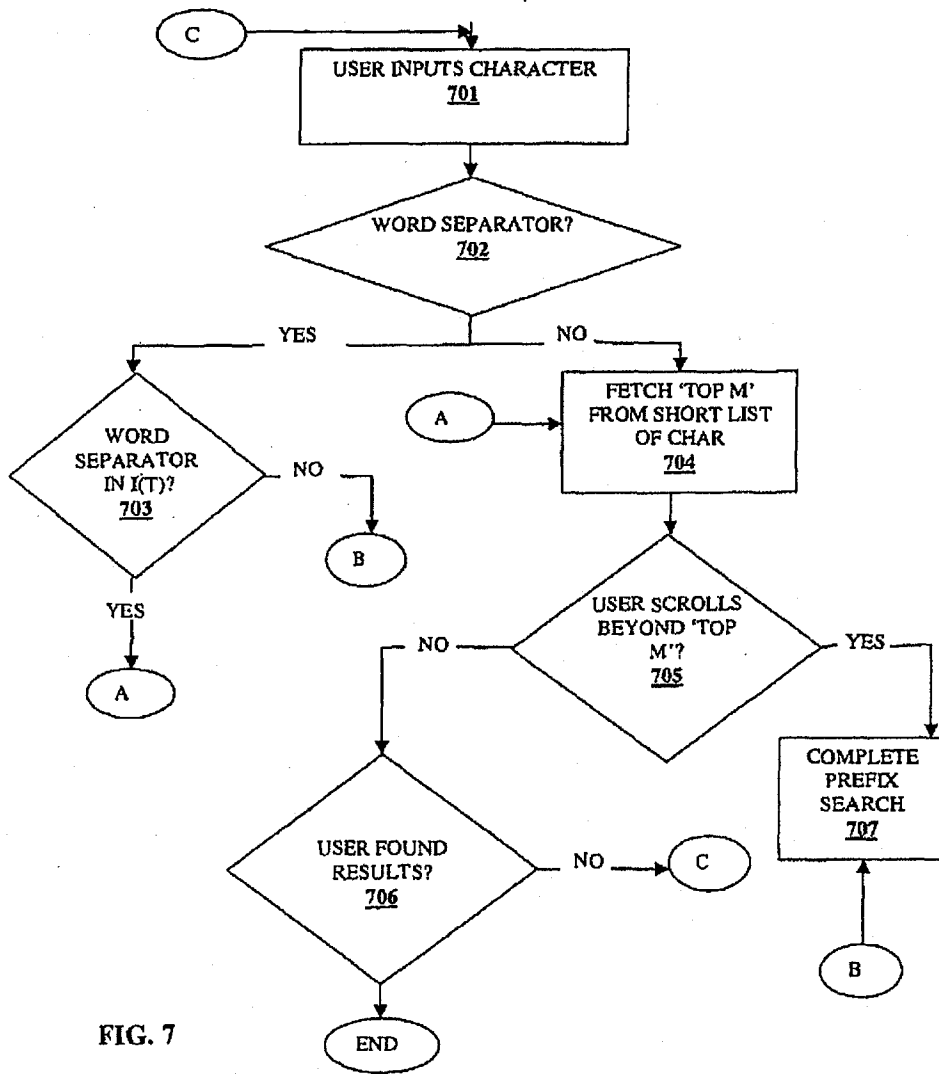 C
USER INPUTS CHARACTER
701
WORD SEPARATOR?
702
YES
NO
WORD
SEPARATOR
IN I(T)?
703
NO
B
YES
A
A
FETCH 'TOP M'
FROM SHORT LIST
OF CHAR
704
USER SCROLLS
BEYOND 'TOP
M'?
705
NO
YES
COMPLETE
PREFIX
SEARCH
707
B
USER FOUND
RESULTS?
706
NO
C
END
FIG. 7